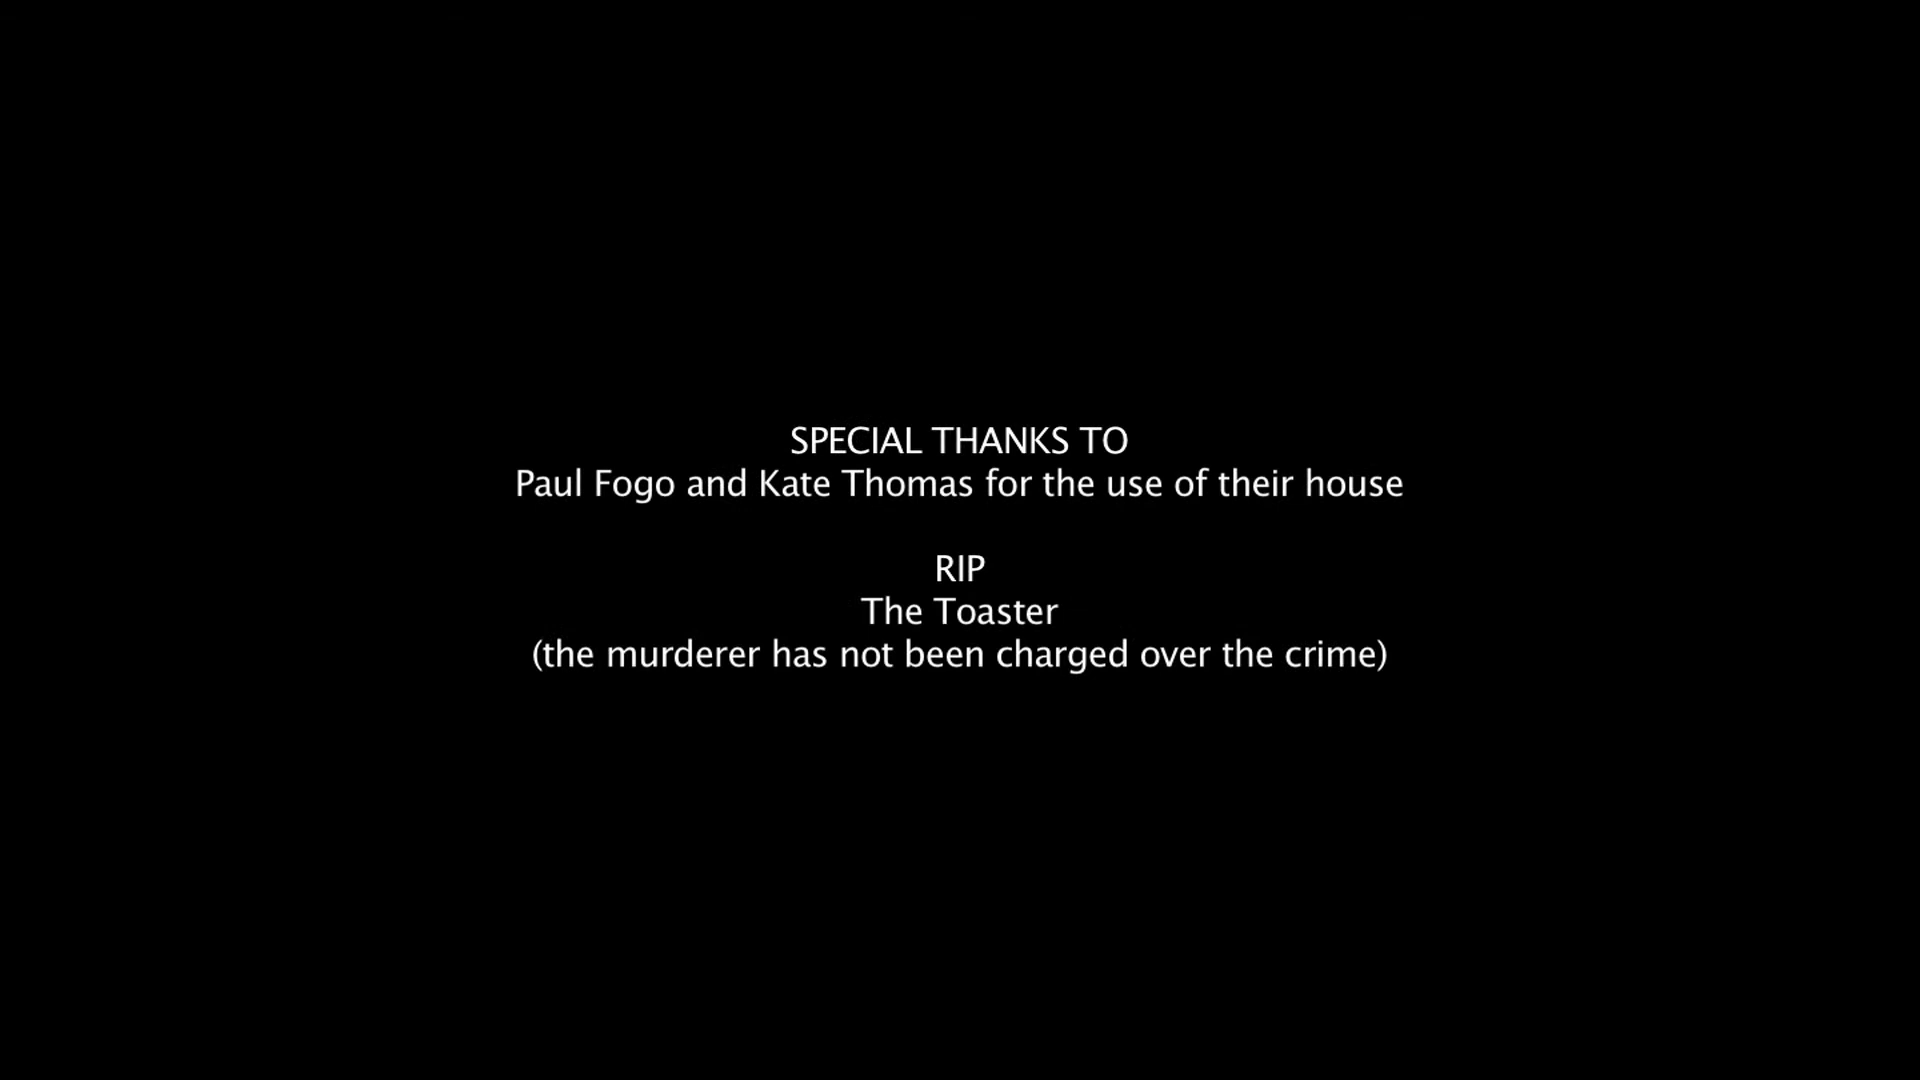 SPECIAL THANKS TO
Paul Fogo and Kate Thomas for the use of their house
RIP
The Toaster
(the murderer has not been charged over the crime)